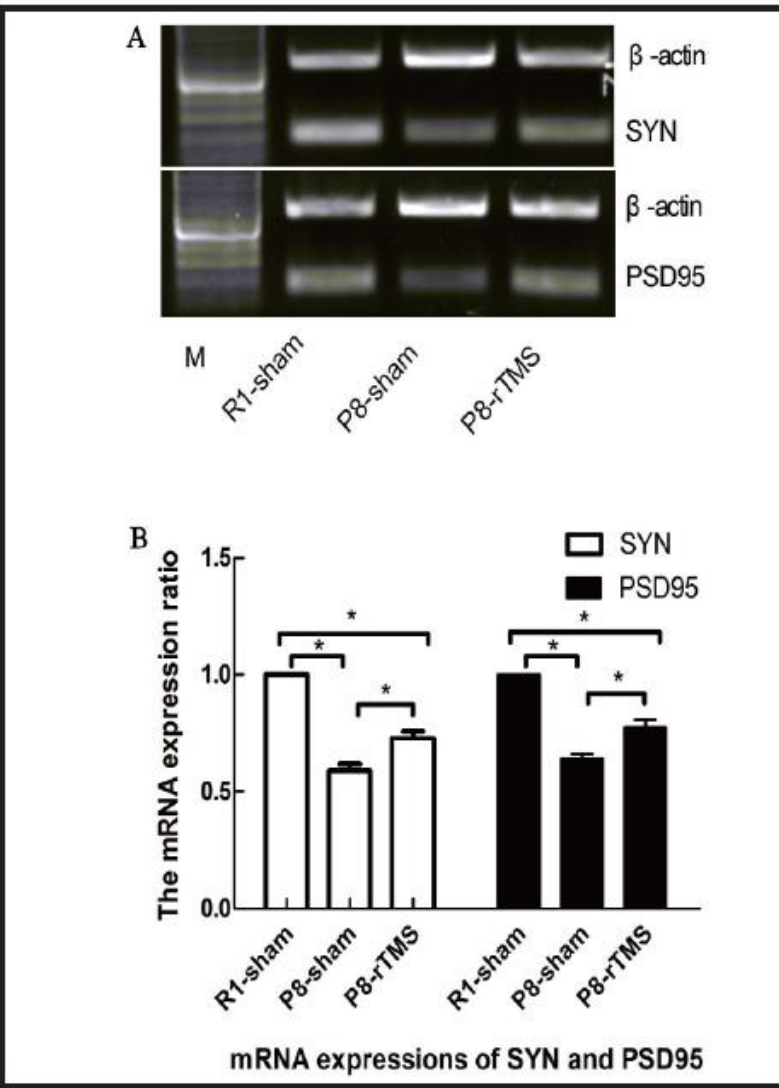 A
β -actin
SYN
β -actin
PSD95
M
R1-sham
P8-sham
P8-rTMS
B
SYN
PSD95
The mRNA expression ratio
1.5
1.0
0.5
0.0
*
*
*
*
*
*
R1-sham
P8-sham
P8-rTMS
R1-sham
P8-sham
P8-rTMS
mRNA expressions of SYN and PSD95